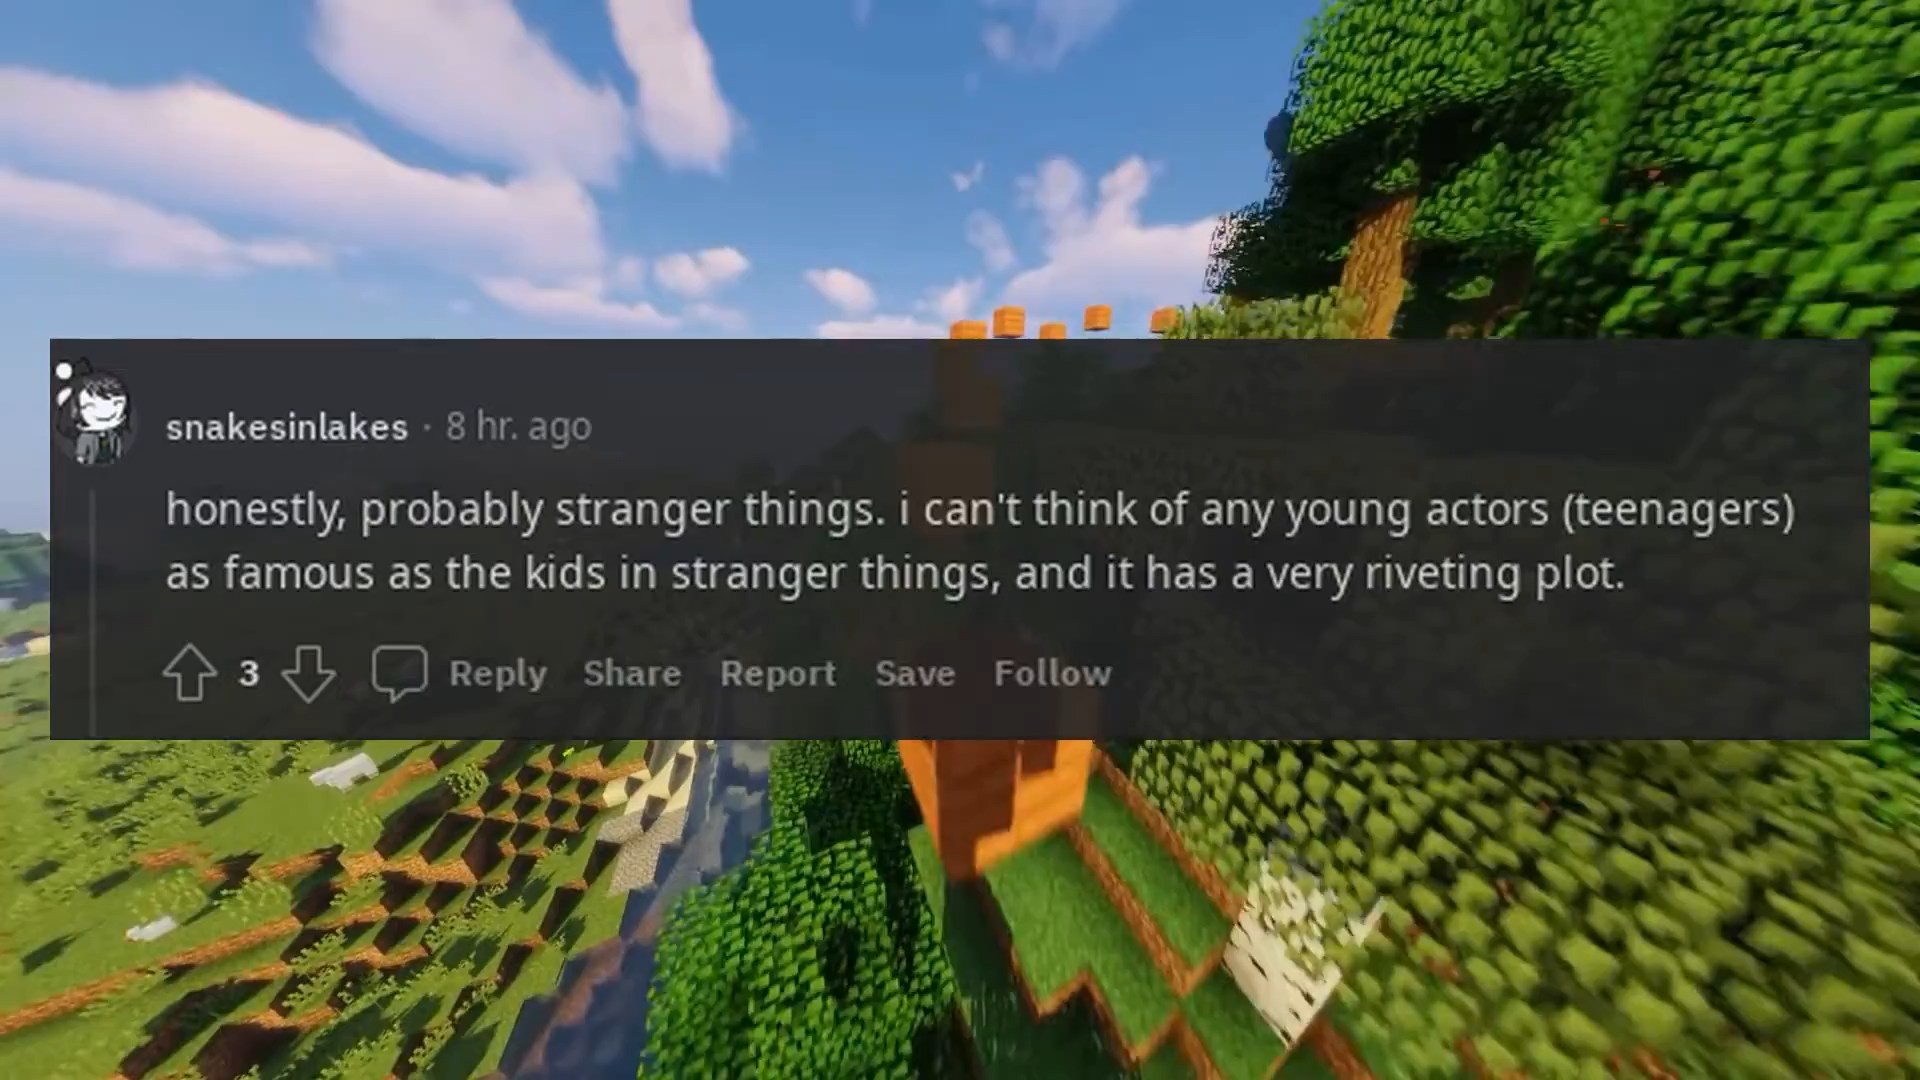 snakesinlakes · 8 hr. ago
honestly, probably stranger things. i can't think of any young actors (teenagers)
as famous as the kids in stranger things, and it has a very riveting plot.
3 Reply Share Report Save Follow